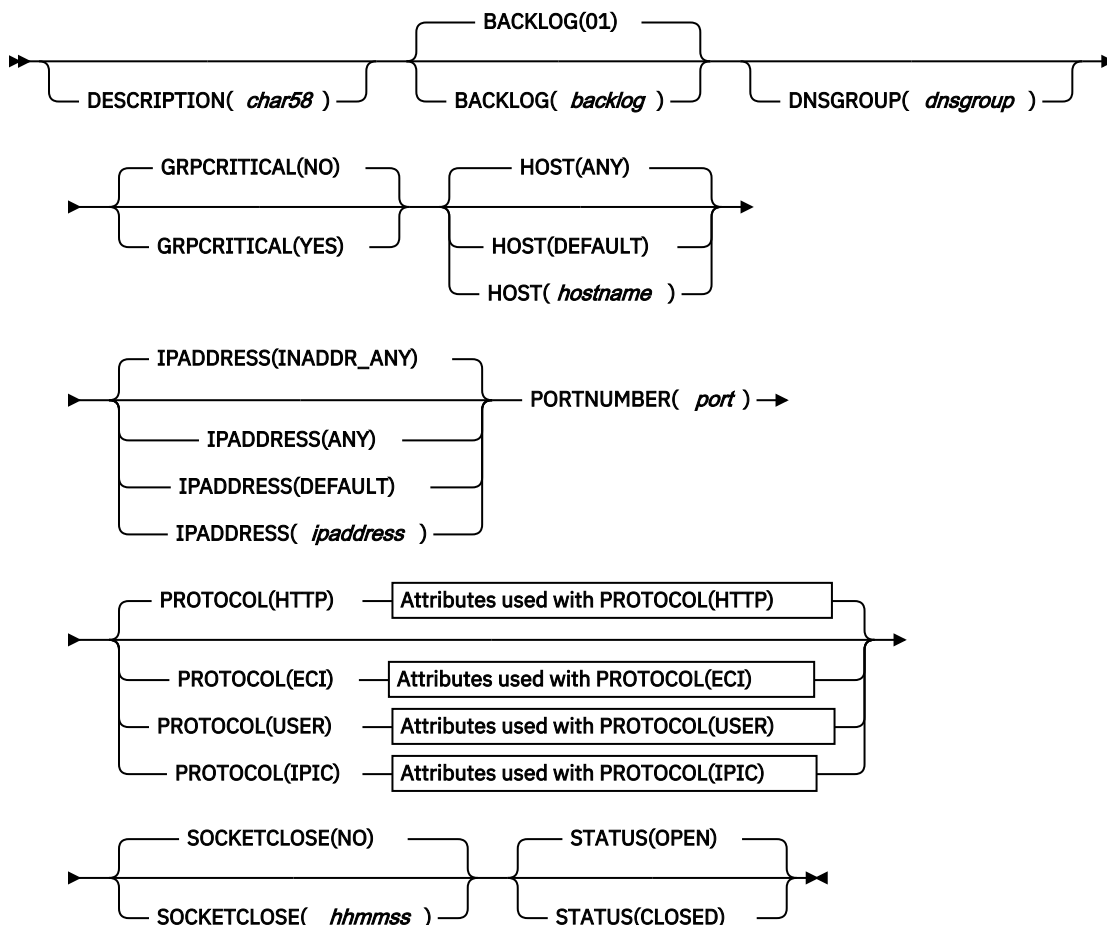 BACKLOG(01)
DESCRIPTION( char58 )
BACKLOG( backlog )
DNSGROUP( dnsgroup )
GRPCRITICAL(NO)
HOST(ANY)
GRPCRITICAL(YES)
HOST(DEFAULT)
HOST( hostname )
IPADDRESS(INADDR_ANY)
PORTNUMBER( port )
IPADDRESS(ANY)
IPADDRESS(DEFAULT)
IPADDRESS( ipaddress )
PROTOCOL(HTTP)
Attributes used with PROTOCOL(HTTP)
PROTOCOL(ECI)
Attributes used with PROTOCOL(ECI)
PROTOCOL(USER)
Attributes used with PROTOCOL(USER)
PROTOCOL(IPIC)
Attributes used with PROTOCOL(IPIC)
SOCKETCLOSE(NO)
STATUS(OPEN)
SOCKETCLOSE( hhmmss )
STATUS(CLOSED)